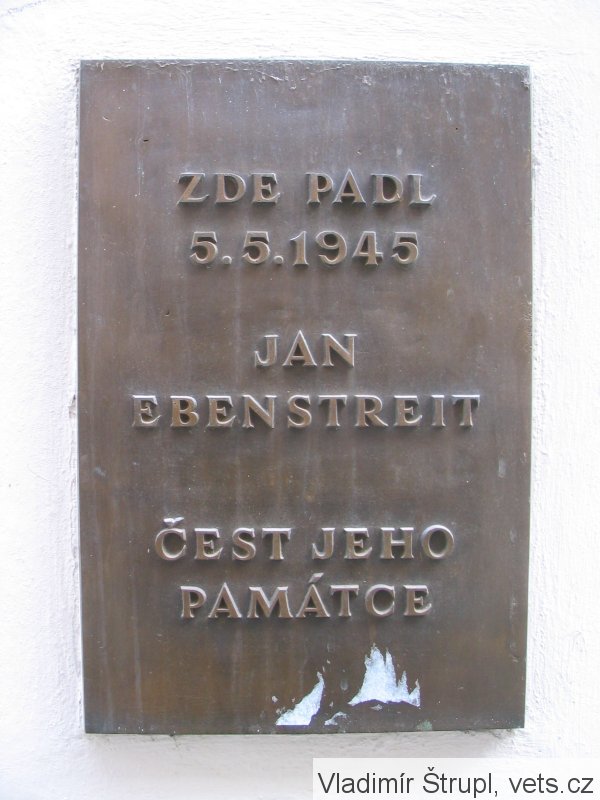 ZDE PADL
5.5.1945
JAN
EBENSTREIT
ČEST JEHO
PAMÁTCE
Vladimír Štrupl, vets.cz